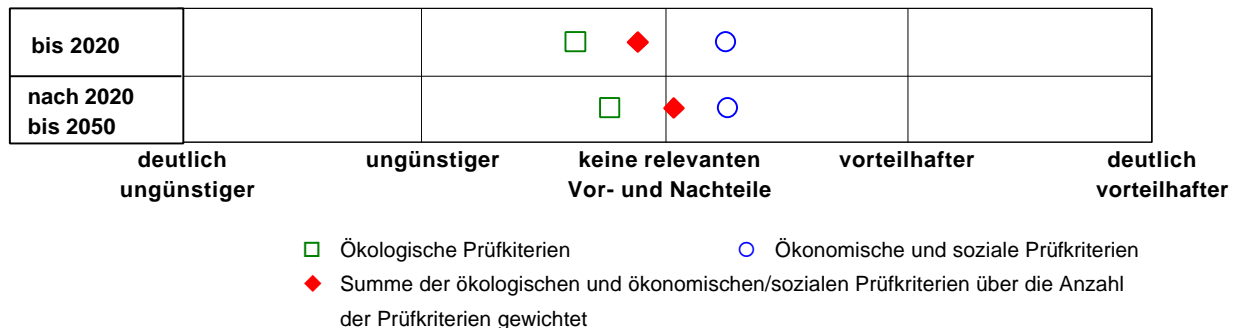 bis 2020
nach 2020
bis 2050
deutlich ungünstiger keine relevanten vorteilhafter deutlich
ungünstiger Vor- und Nachteile vorteilhafter
Ökologische Prüfkiterien Ökonomische und soziale Prüfkriterien
Summe der ökologischen und ökonomischen/sozialen Prüfkriterien über die Anzahl
der Prüfkriterien gewichtet